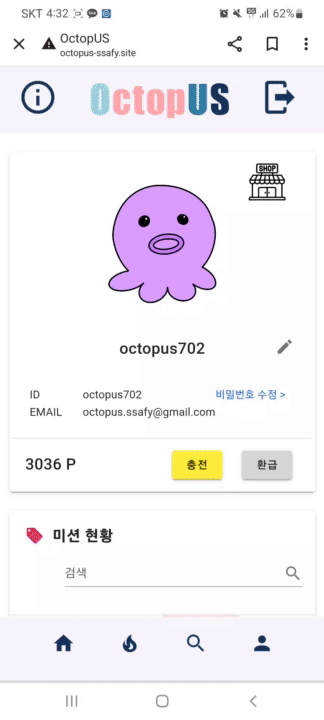 SKT 4:32 62%
OctopUS
octopus-ssafy.site
OctopUS
SHOP
octopus702
ID octopus702 비밀번호 수정 >
EMAIL octopus.ssafy@gmail.com
3036 P 충전 환급
미션 현황
검색